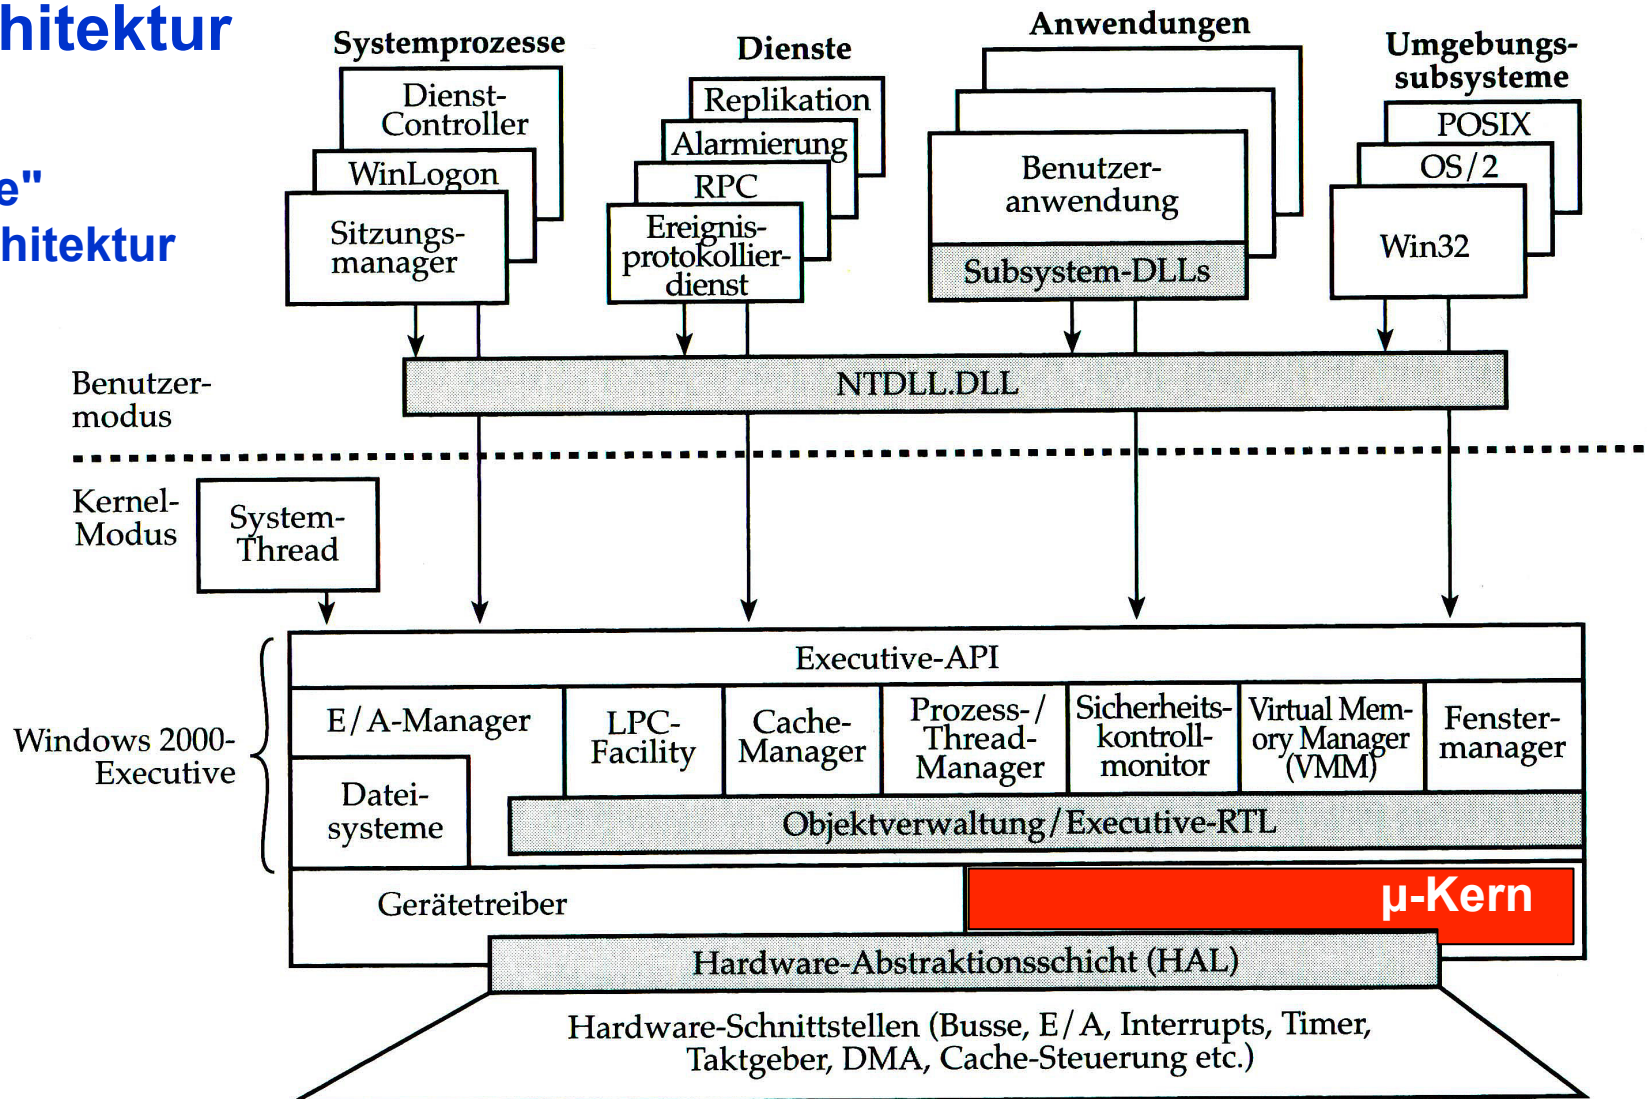 hitektur
e"
hitektur
Systemprozesse
Dienst-
Controller
WinLogon
Sitzungs-
manager
Dienste
Replikation
Alarmierung
RPC
Ereignis-
protokollier-
dienst
Anwendungen
Benutzer-
anwendung
Subsystem-DLLs
Umgebungs-
subsysteme
POSIX
OS/2
Win32
NTDLL.DLL
Benutzer-
modus
Kernel-
Modus
System-
Thread
Windows 2000-
Executive
Executive-API
E/A-Manager
LPC-
Facility
Cache-
Manager
Prozess-/
Thread-
Manager
Sicherheits-
kontroll-
monitor
Virtual Mem-
ory Manager
(VMM)
Fenster-
manager
Datei-
systeme
Objektverwaltung/Executive-RTL
Gerätetreiber
µ-Kern
Hardware-Abstraktionsschicht (HAL)
Hardware-Schnittstellen (Busse, E/A, Interrupts, Timer,
Taktgeber, DMA, Cache-Steuerung etc.)